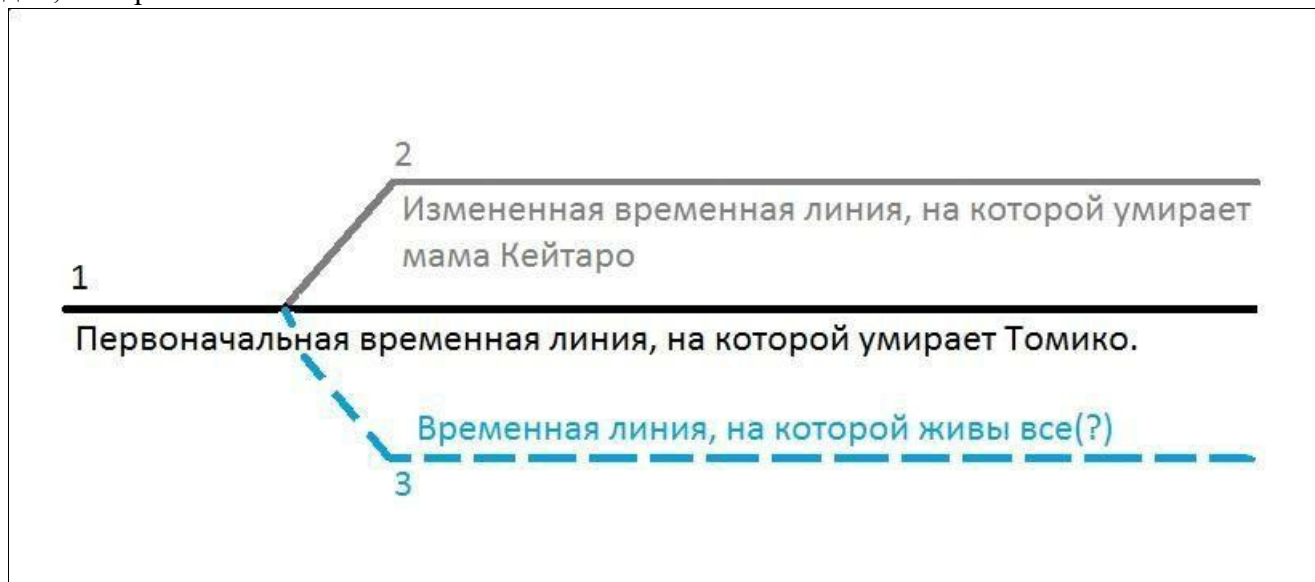 2
Измененная временная линия, на которой умирает
мама Кейтаро
1
Первоначальная временная линия, на которой умирает Томико.
Временная линия, на которой живы все(?)
3